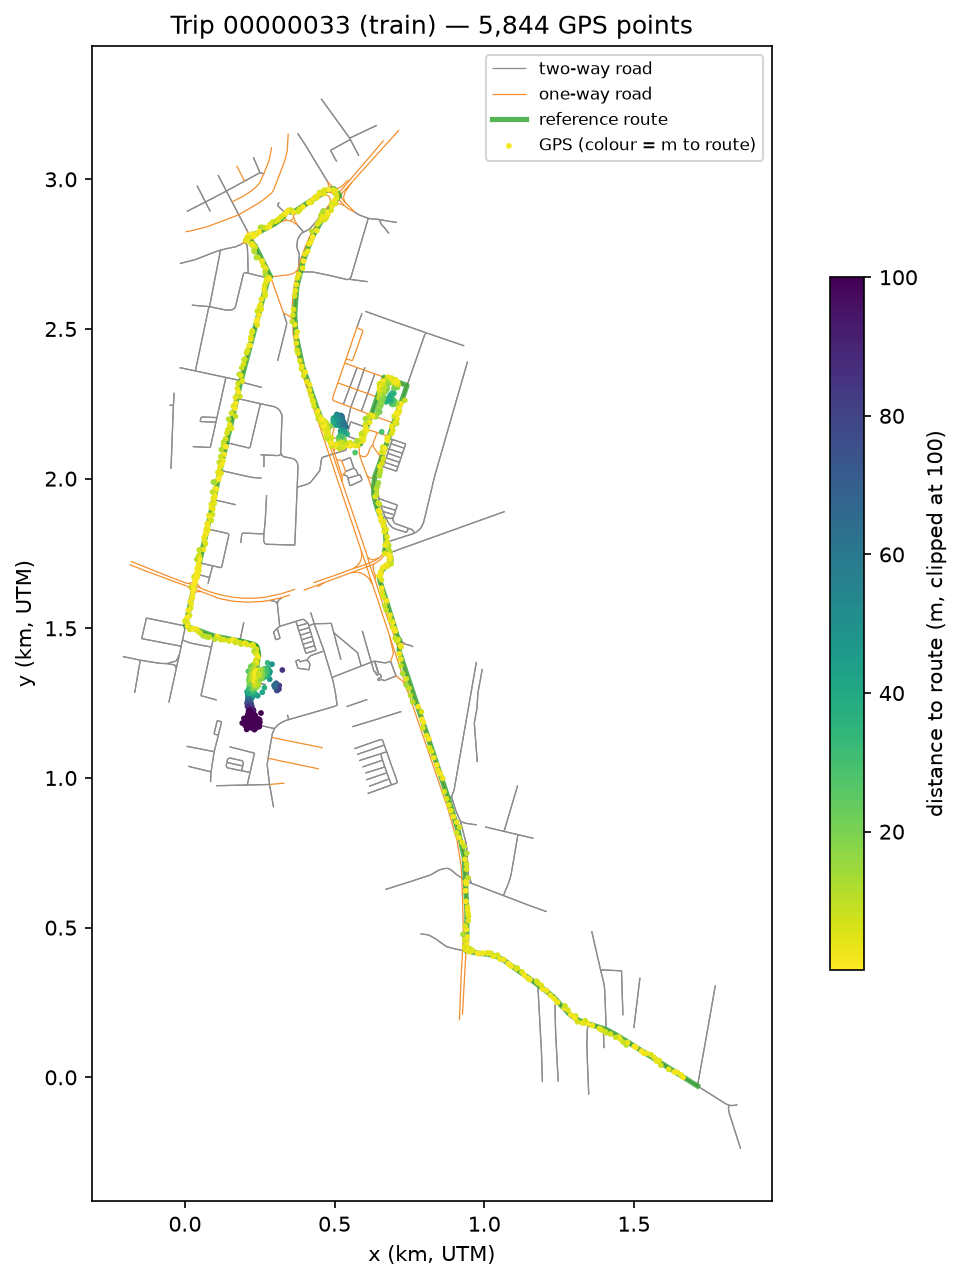 Trip 00000033 (train) — 5,844 GPS points
two-way road
one-way road
reference route
GPS (colour = m to route)
3.0
2.5
2.0
1.5
1.0
0.5
0.0
y (km, UTM)
0.0 0.5 1.0 1.5
x (km, UTM)
100
80
60
40
20
distance to route (m, clipped at 100)